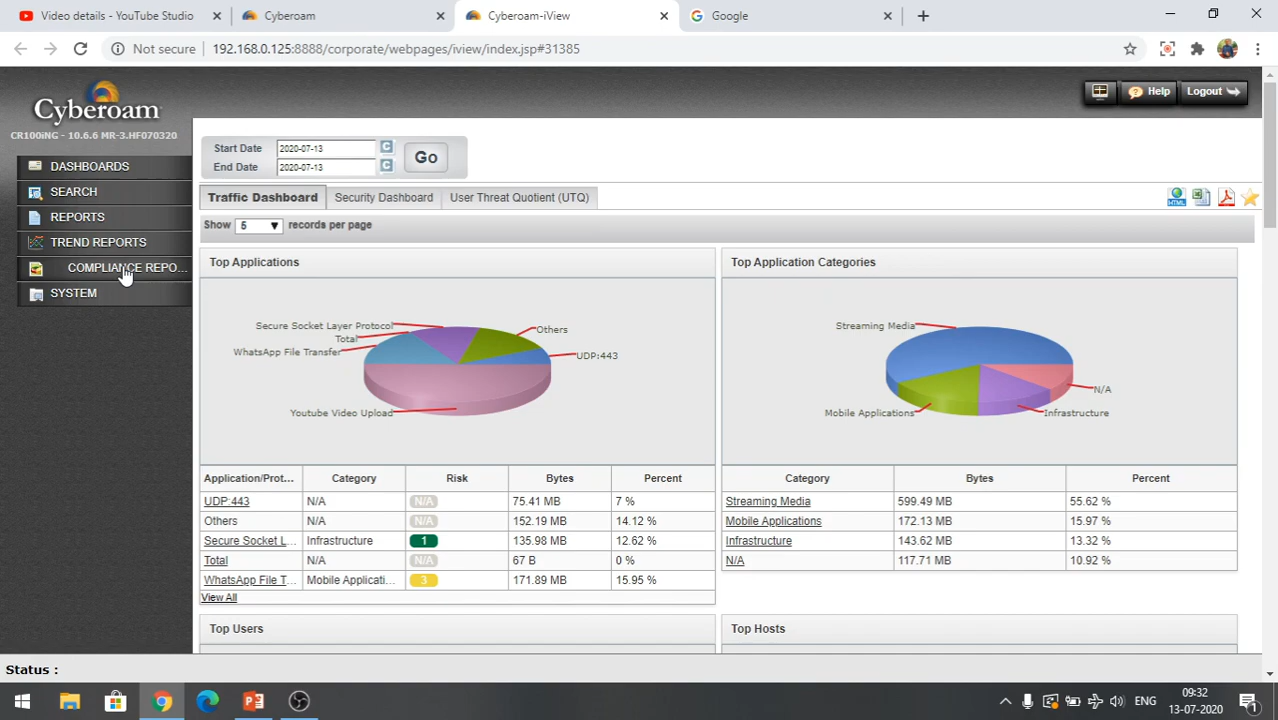 Video details - YouTube Studio
Cyberoam
Cyberoam-iView
Google
Not secure
192.168.0.125:8888/corporate/webpages/iview/index.jsp#31385
Cyberoam
CR100iNG - 10.6.6 MR-3.HF070320
Help
Logout
DASHBOARDS
SEARCH
REPORTS
TREND REPORTS
COMPLIANCE REPO...
SYSTEM
Start Date 2020-07-13
End Date 2020-07-13
Go
Traffic Dashboard
Security Dashboard
User Threat Quotient (UTQ)
HTML
Show 5 records per page
Top Applications
Secure Socket Layer Protocol
Total
WhatsApp File Transfer
Youtube Video Upload
Others
UDP:443
Application/Prot... Category Risk Bytes Percent
UDP:443 N/A N/A 75.41 MB 7 %
Others N/A N/A 152.19 MB 14.12 %
Secure Socket L... Infrastructure 1 135.98 MB 12.62 %
Total N/A N/A 67 B 0 %
WhatsApp File T... Mobile Applicati... 3 171.89 MB 15.95 %
View All
Top Application Categories
Streaming Media
N/A
Mobile Applications
Infrastructure
Category Bytes Percent
Streaming Media 599.49 MB 55.62 %
Mobile Applications 172.13 MB 15.97 %
Infrastructure 143.62 MB 13.32 %
N/A 117.71 MB 10.92 %
Top Users
Top Hosts
Status :
ENG
09:32
13-07-2020
1